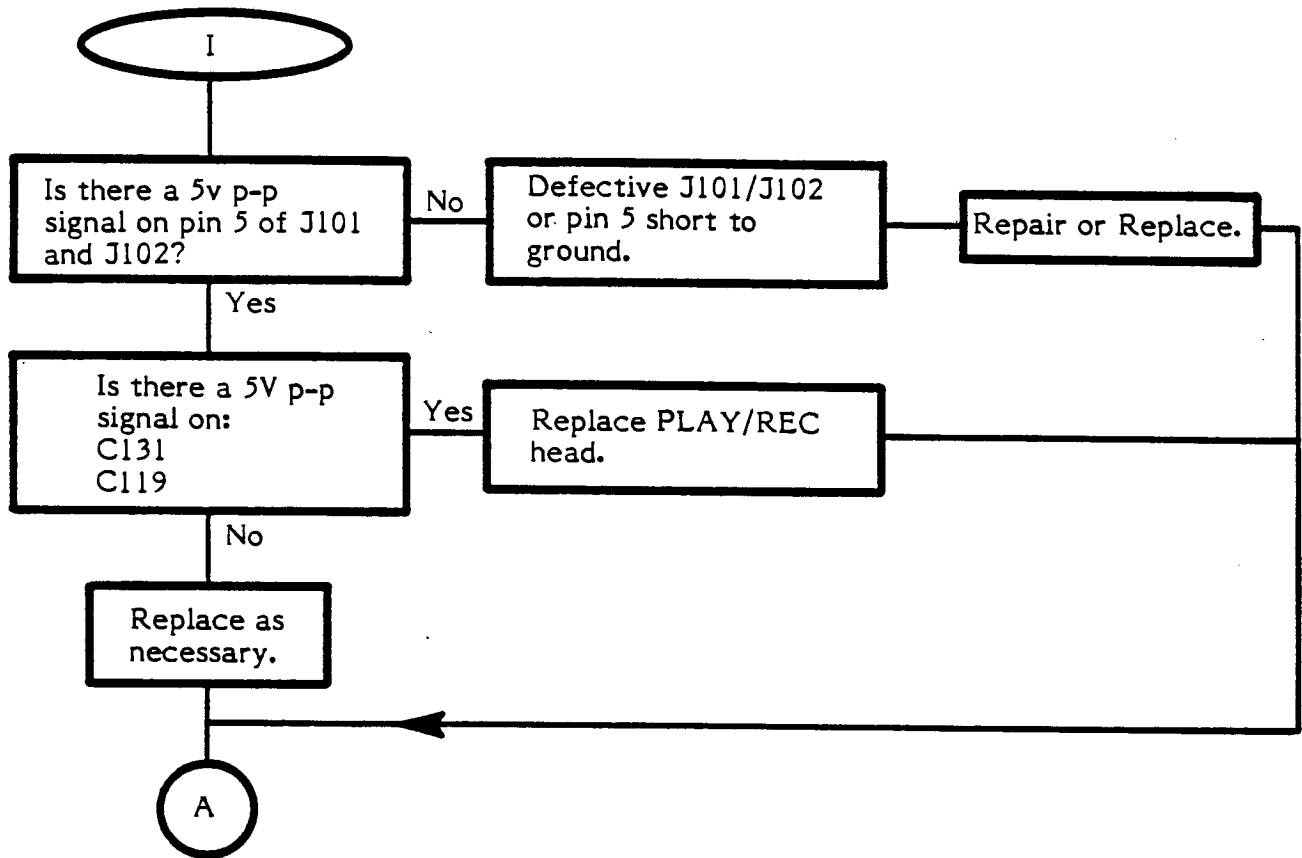 I
Is there a 5v p-p
signal on pin 5 of J101
and J102?
No
Defective J101/J102
or pin 5 short to
ground.
Repair or Replace.
Yes
Is there a 5V p-p
signal on:
C131
C119
Yes
Replace PLAY/REC
head.
No
Replace as
necessary.
A